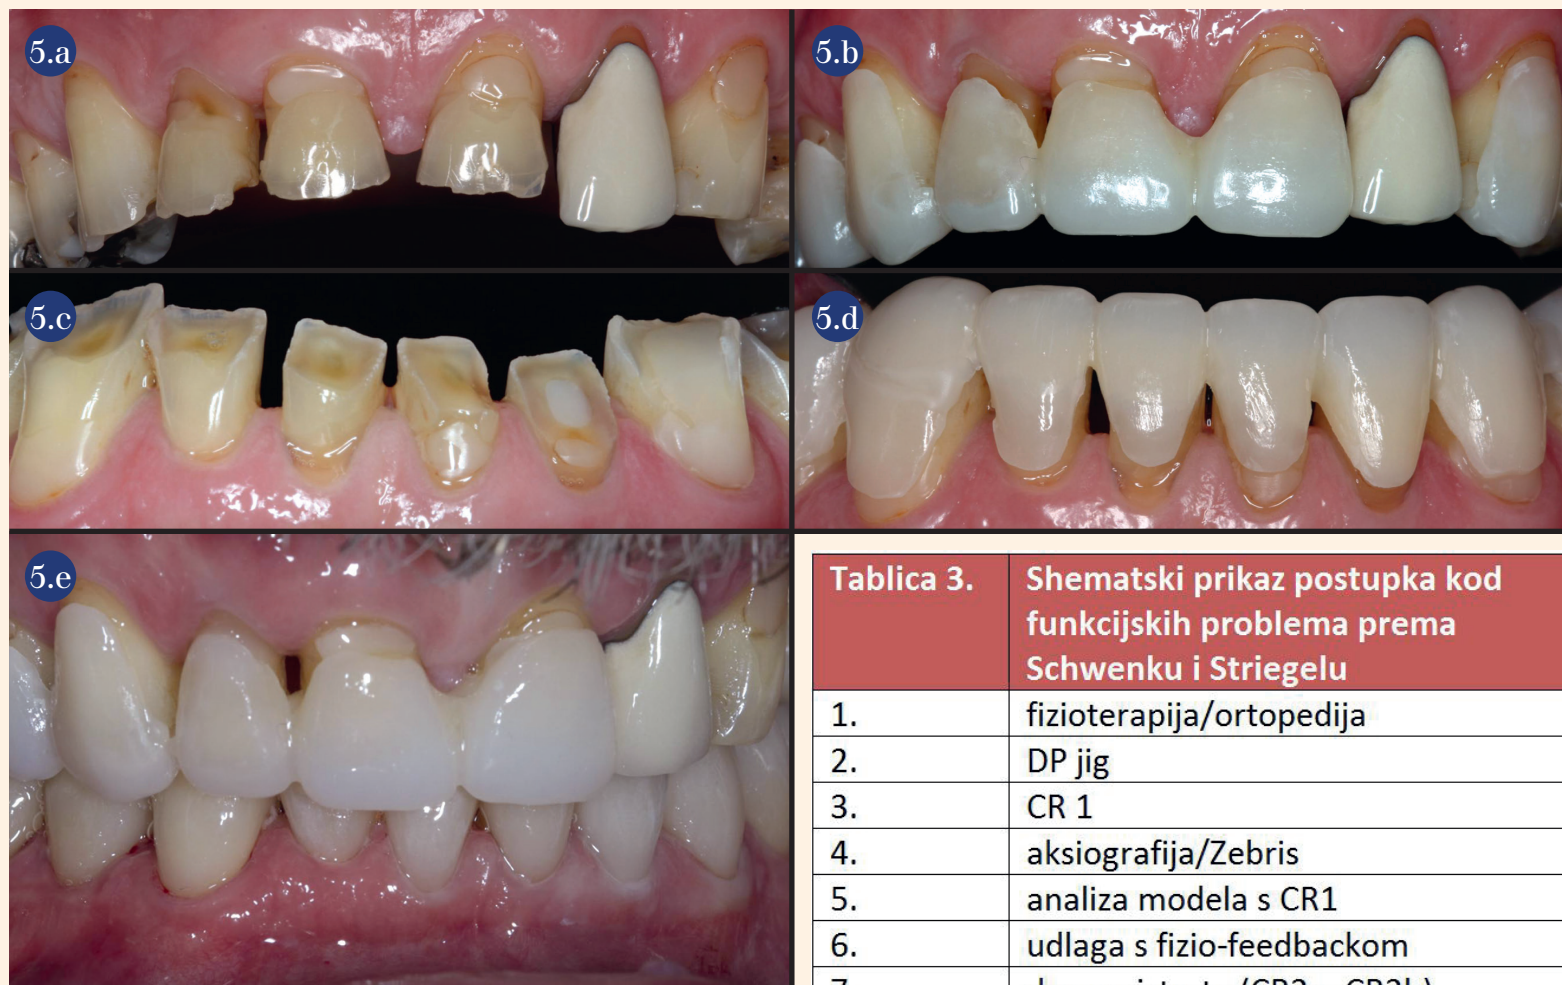 5.a
5.b
5.c
5.d
5.e
Tablica 3.
Shematski prikaz postupka kod
funkcijskih problema prema
Schwenku i Striegelu
1. fizioterapija/ortopedija
2. DP jig
3. CR 1
4. aksiografija/Zebris
5. analiza modela s CR1
6. udlaga s fizio-feedbackom